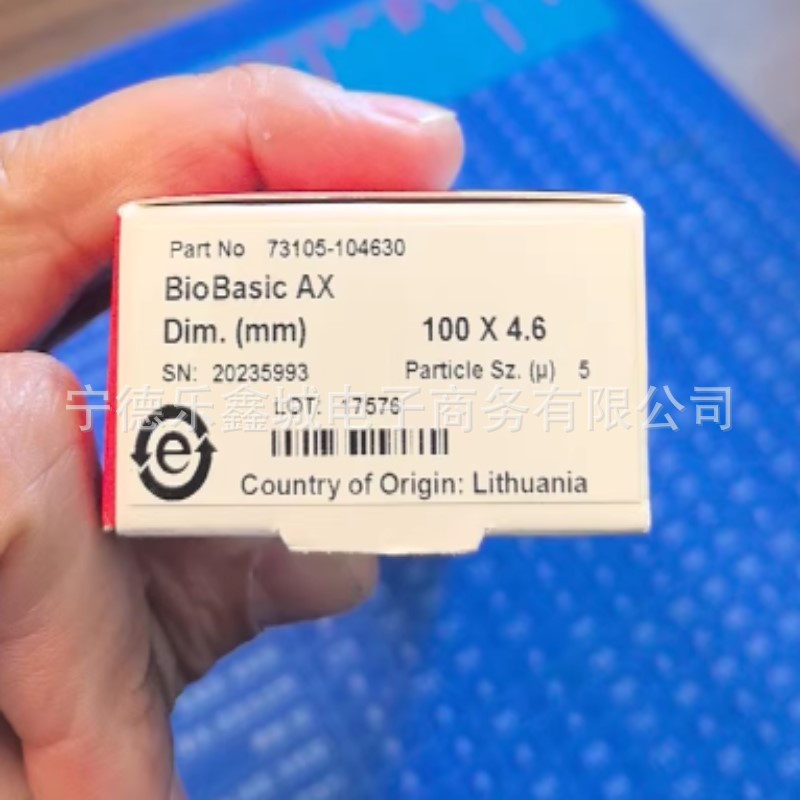 Part No 73105-104630
BioBasic AX
Dim. (mm) 100 X 4.6
SN: 20235993 Particle Sz. (µ) 5
宁德乐鑫城电子商务有限公司
LOT: 17576
e
Country of Origin: Lithuania